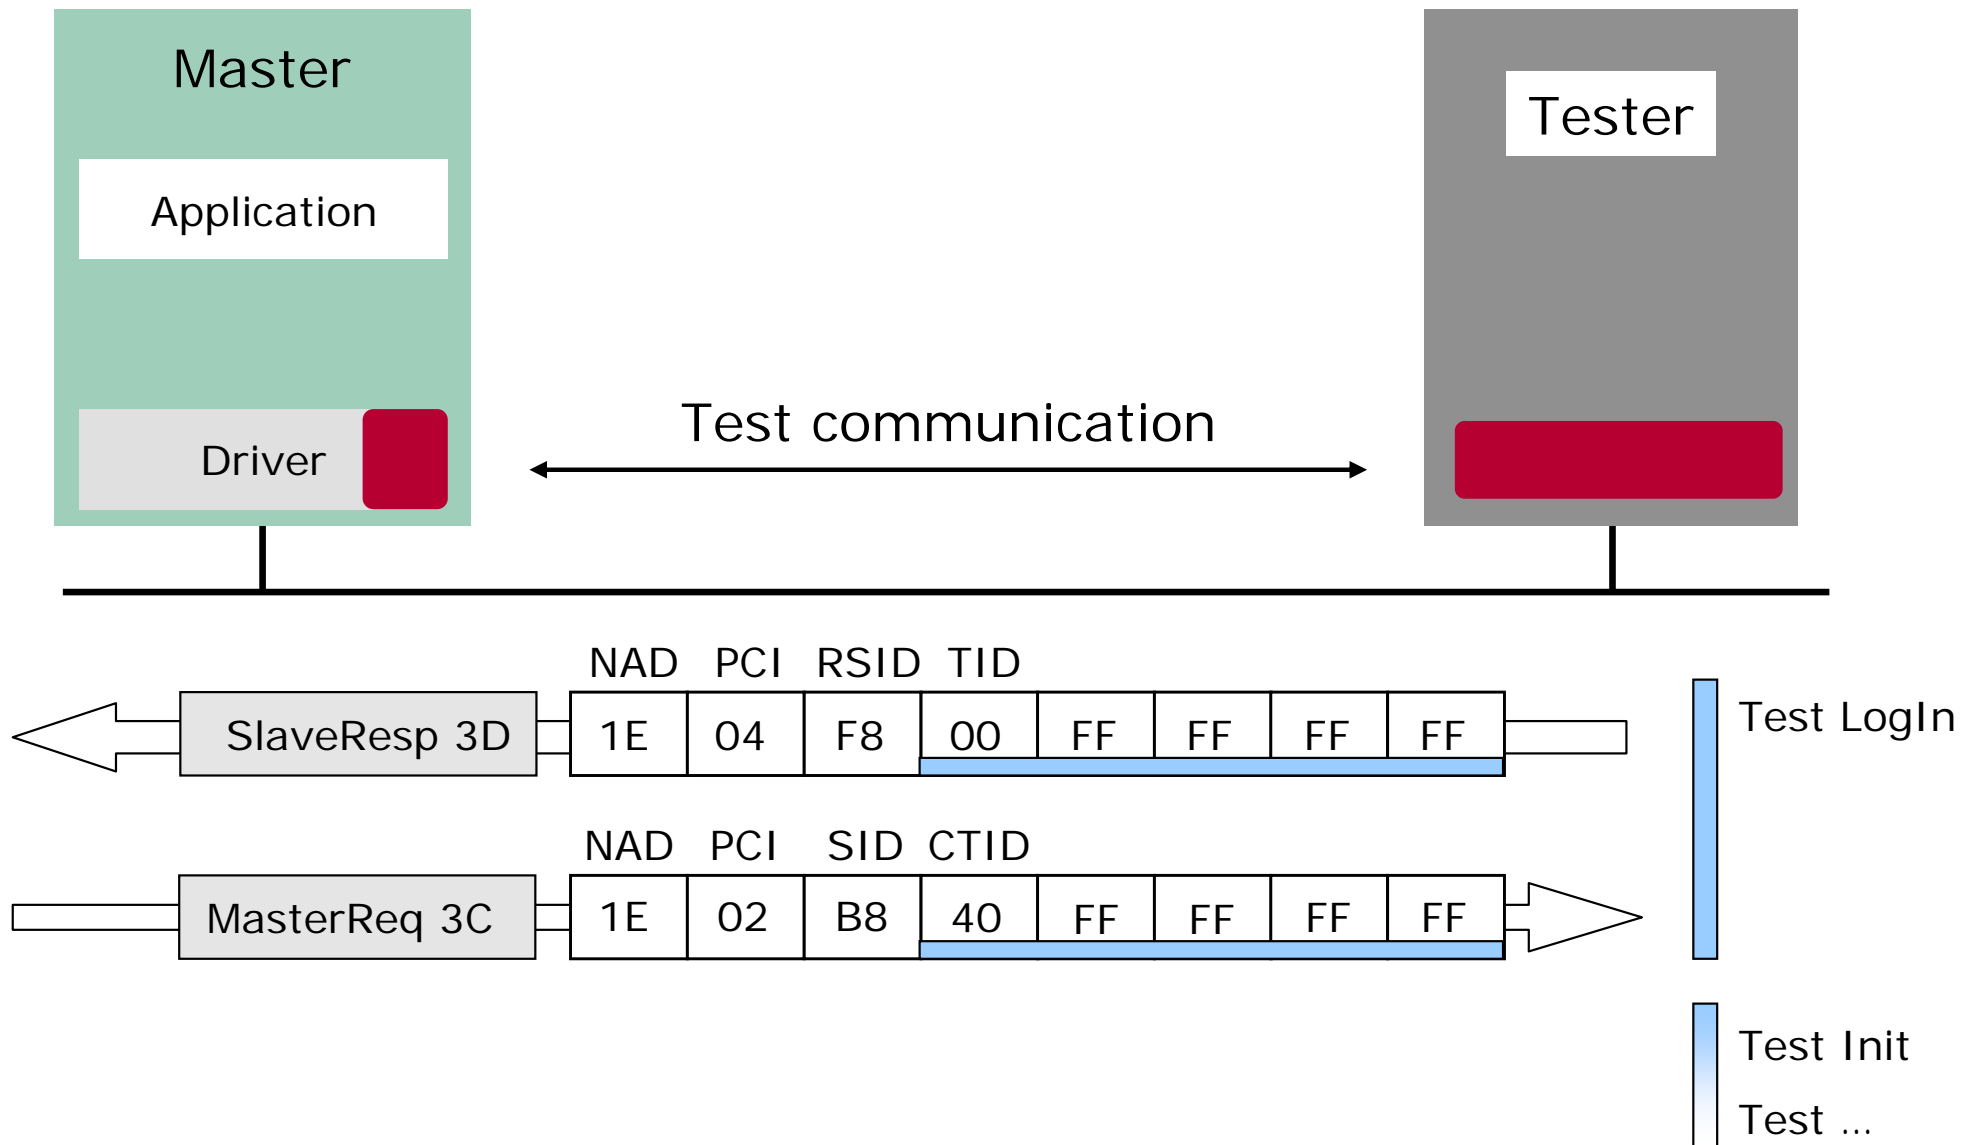 Master
Tester
Application
Test communication
Driver
NAD PCI RSID TID
SlaveResp 3D 1E 04 F8 00 FF FF FF FF
Test LogIn
NAD PCI SID CTID
MasterReq 3C 1E 02 B8 40 FF FF FF FF
Test Init
Test ...